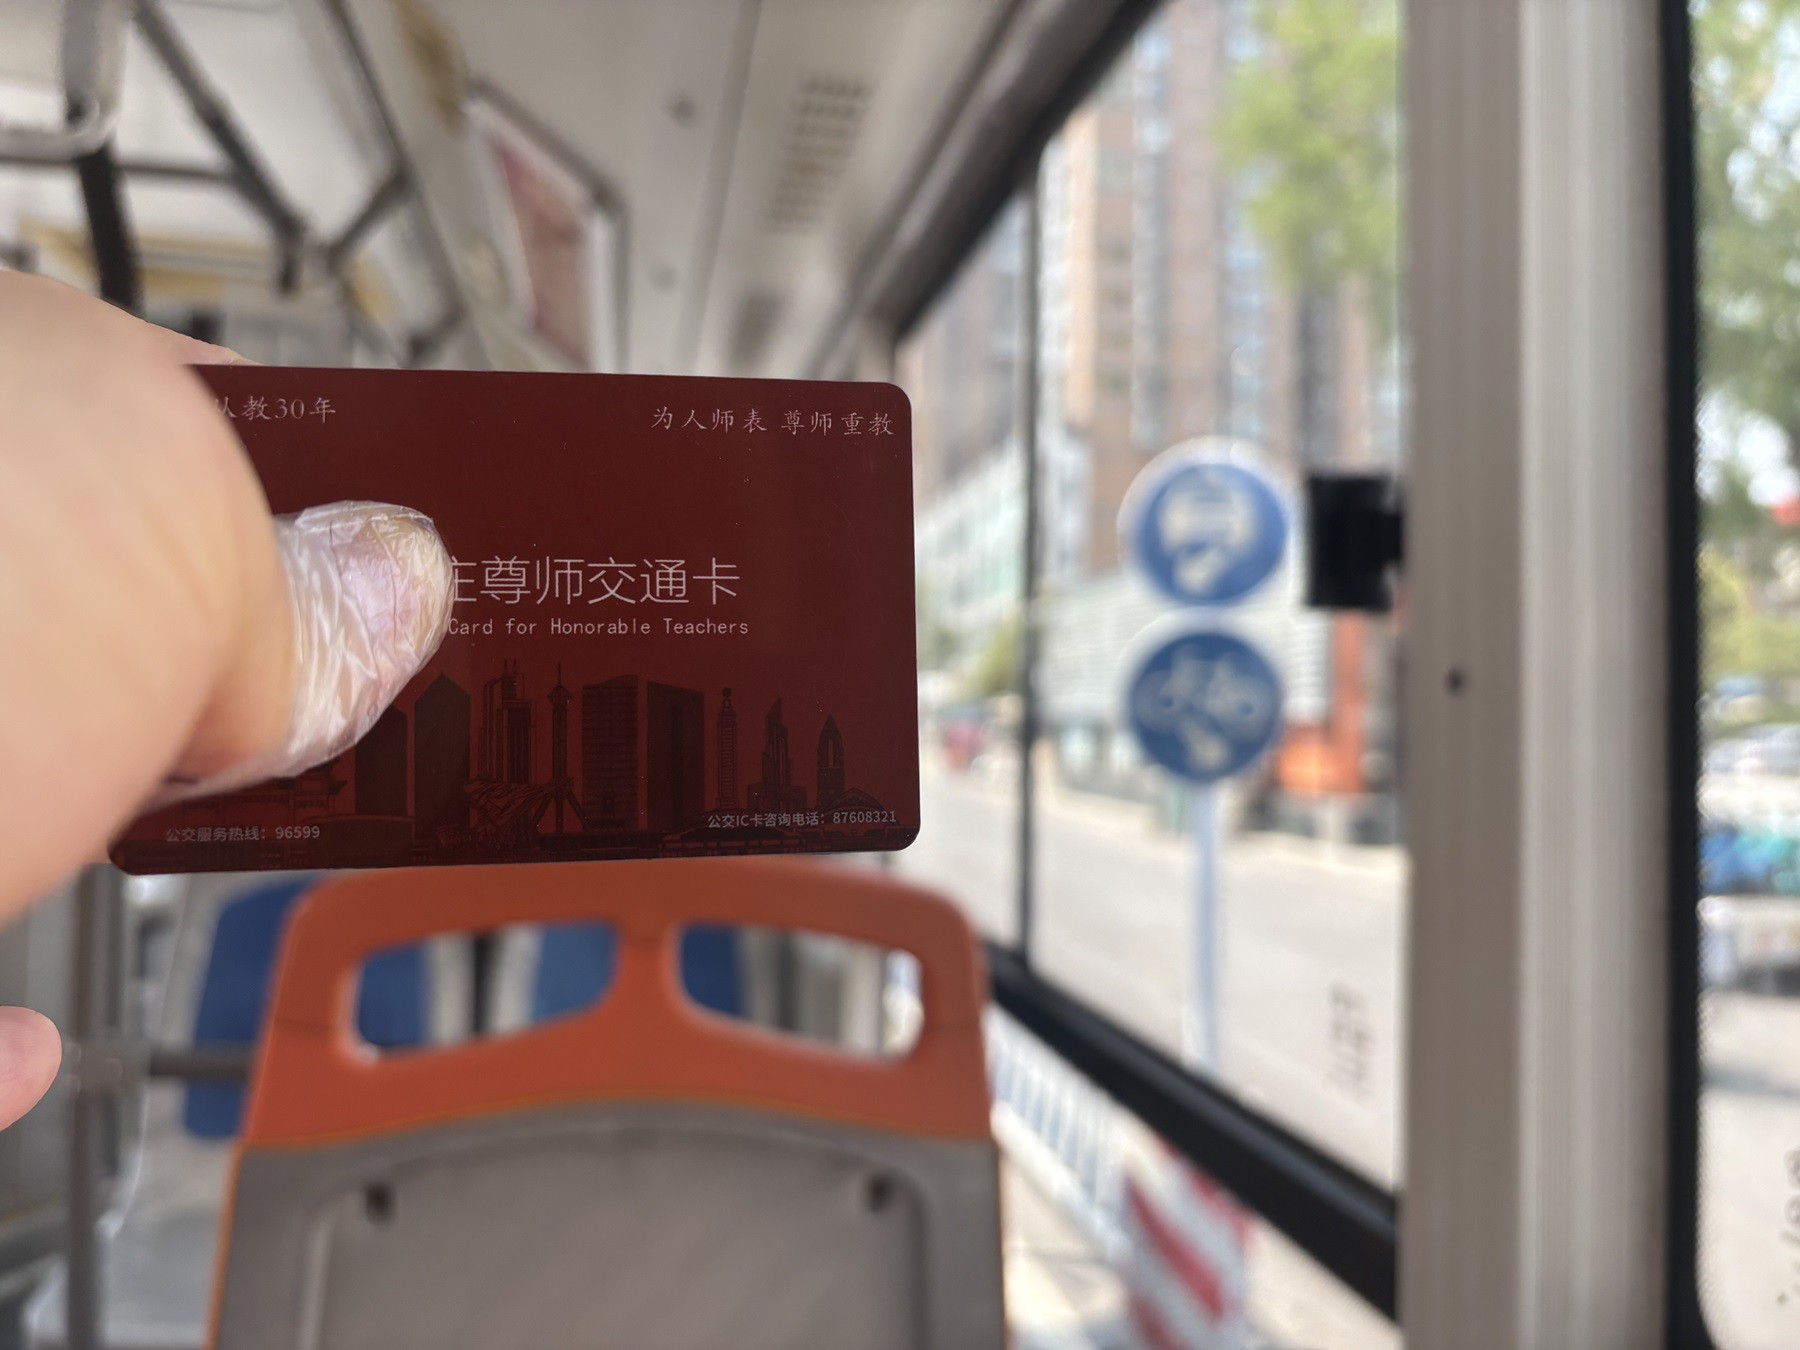 从教30年
为人师表 尊师重教
尊师交通卡
Card for Honorable Teachers
公交服务热线：96599
公交IC卡咨询电话：87608321